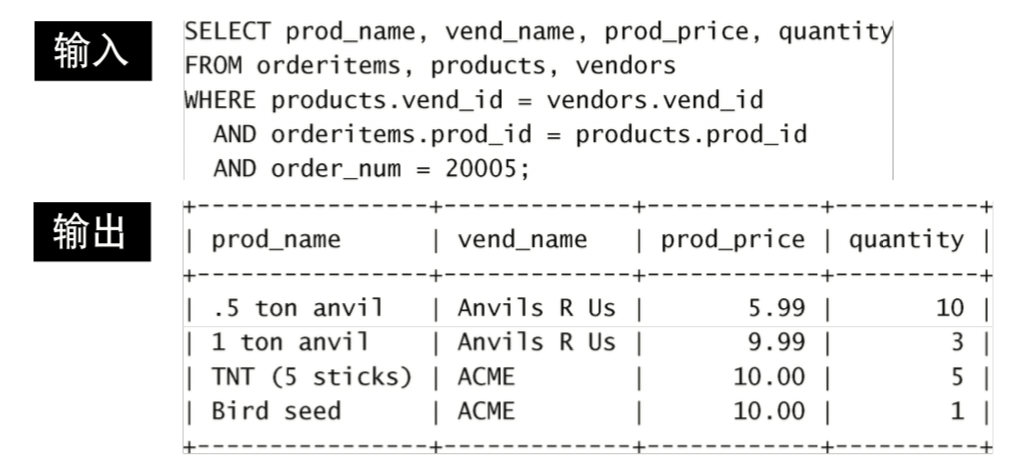 输入
SELECT prod_name, vend_name, prod_price, quantity
FROM orderitems, products, vendors
WHERE products.vend_id = vendors.vend_id
  AND orderitems.prod_id = products.prod_id
  AND order_num = 20005;
输出
+----------------+-------------+------------+----------+
| prod_name      | vend_name   | prod_price | quantity |
+----------------+-------------+------------+----------+
| .5 ton anvil   | Anvils R Us |       5.99 |       10 |
| 1 ton anvil    | Anvils R Us |       9.99 |        3 |
| TNT (5 sticks) | ACME        |      10.00 |        5 |
| Bird seed      | ACME        |      10.00 |        1 |
+----------------+-------------+------------+----------+